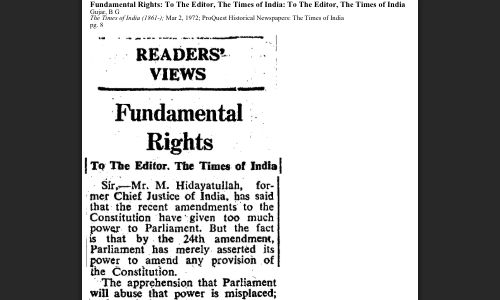 Fundamental Rights: To The Editor, The Times of India: To The Editor, The Times of India
Gujar, B G
The Times of India (1861-); Mar 2, 1972; ProQuest Historical Newspapers: The Times of India
pg. 8
READERS'
VIEWS
Fundamental
Rights
To The Editor. The Times of India
Sir,—Mr. M. Hidayatullah, for-
mer Chief Justice of India, has said
that the recent amendments to the
Constitution have given too much
power to Parliament. But the fact
is that by the 24th amendment,
Parliament has merely asserted its
power to amend any provision of
the Constitution.
The apprehension that Parliament
will abuse that power is misplaced;